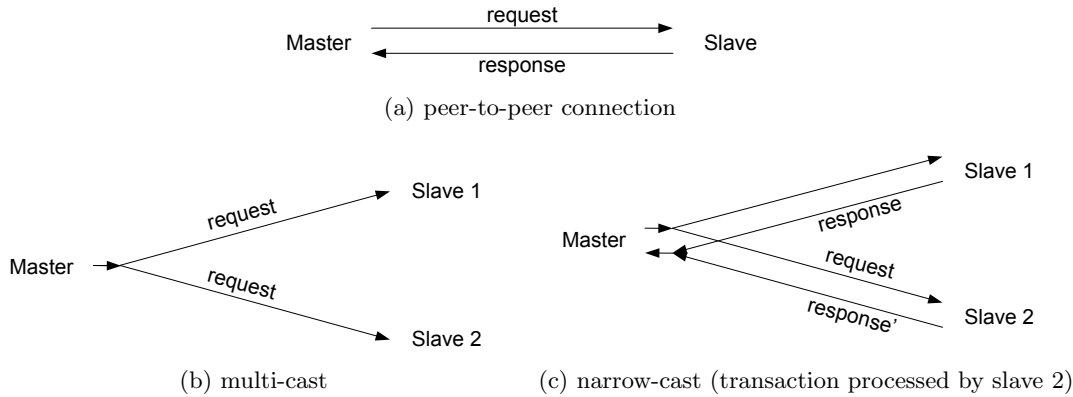 request
Master
Slave
response
(a) peer-to-peer connection
Slave 1
request
Master
request
Slave 2
(b) multi-cast
Slave 1
response
Master
request
response'
Slave 2
(c) narrow-cast (transaction processed by slave 2)